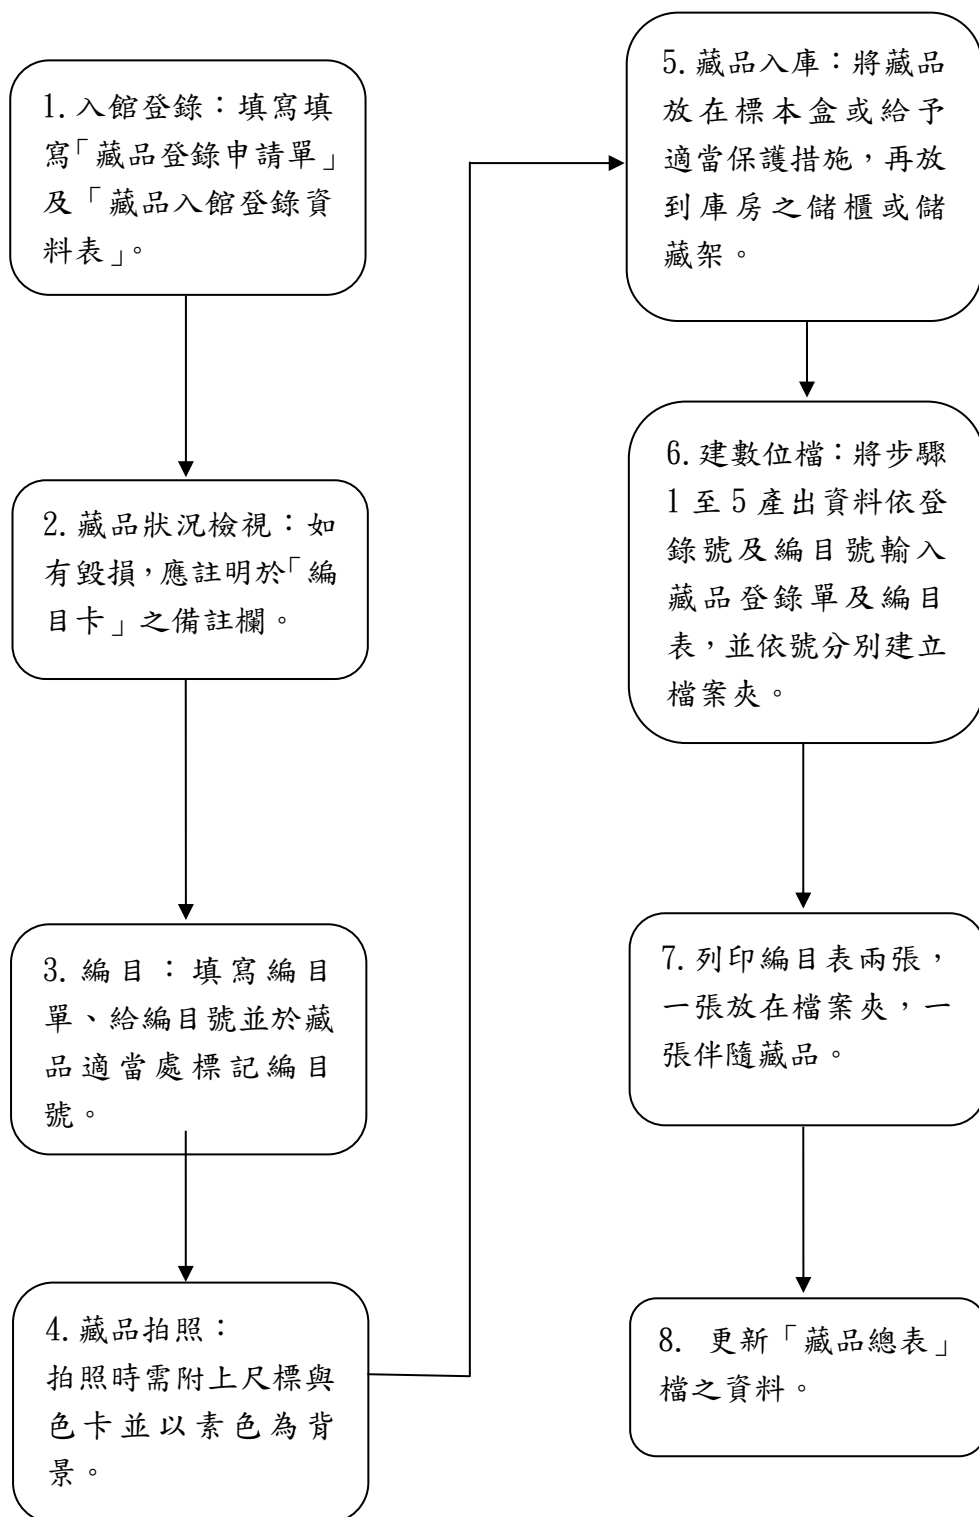 1. 入館登錄：填寫填
寫「藏品登錄申請單」
及「藏品入館登錄資
料表」。
2. 藏品狀況檢視：如
有毀損，應註明於「編
目卡」之備註欄。
3. 編目：填寫編目
單、給編目號並於藏
品適當處標記編目
號。
4. 藏品拍照：
拍照時需附上尺標與
色卡並以素色為背
景。
5. 藏品入庫：將藏品
放在標本盒或給予
適當保護措施，再放
到庫房之儲櫃或儲
藏架。
6. 建數位檔：將步驟
1 至 5 產出資料依登
錄號及編目號輸入
藏品登錄單及編目
表，並依號分別建立
檔案夾。
7. 列印編目表兩張，
一張放在檔案夾，一
張伴隨藏品。
8. 更新「藏品總表」
檔之資料。